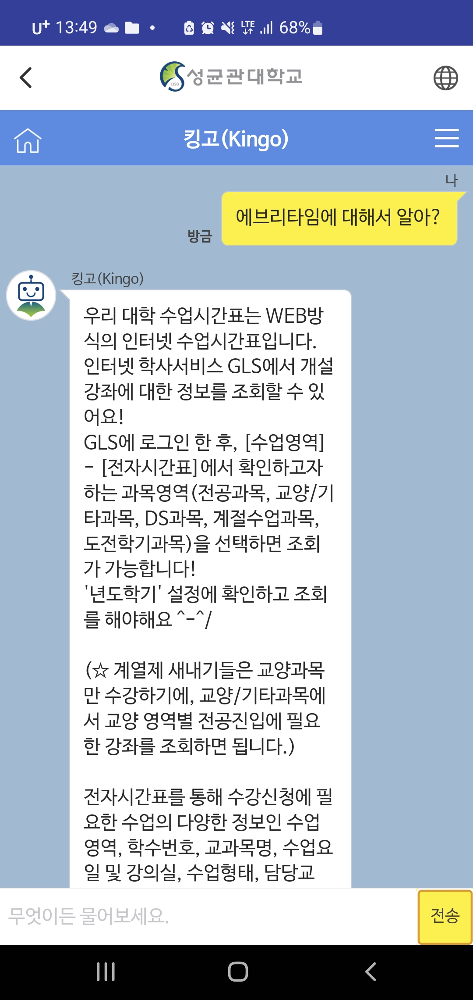 U+ 13:49 LTE 68%
1398 성균관대학교
킹고(Kingo)
나
에브리타임에 대해서 알아?
방금
킹고(Kingo)
우리 대학 수업시간표는 WEB방
식의 인터넷 수업시간표입니다.
인터넷 학사서비스 GLS에서 개설
강좌에 대한 정보를 조회할 수 있
어요!
GLS에 로그인 한 후, [수업영역]
- [전자시간표]에서 확인하고자
하는 과목영역(전공과목, 교양/기
타과목, DS과목, 계절수업과목,
도전학기과목)을 선택하면 조회
가 가능합니다!
'년도학기' 설정에 확인하고 조회
를 해야해요 ^-^/
(☆ 계열제 새내기들은 교양과목
만 수강하기에, 교양/기타과목에
서 교양 영역별 전공진입에 필요
한 강좌를 조회하면 됩니다.)
전자시간표를 통해 수강신청에 필
요한 수업의 다양한 정보인 수업
영역, 학수번호, 교과목명, 수업요
일 및 강의실, 수업형태, 담당교
무엇이든 물어보세요.
전송